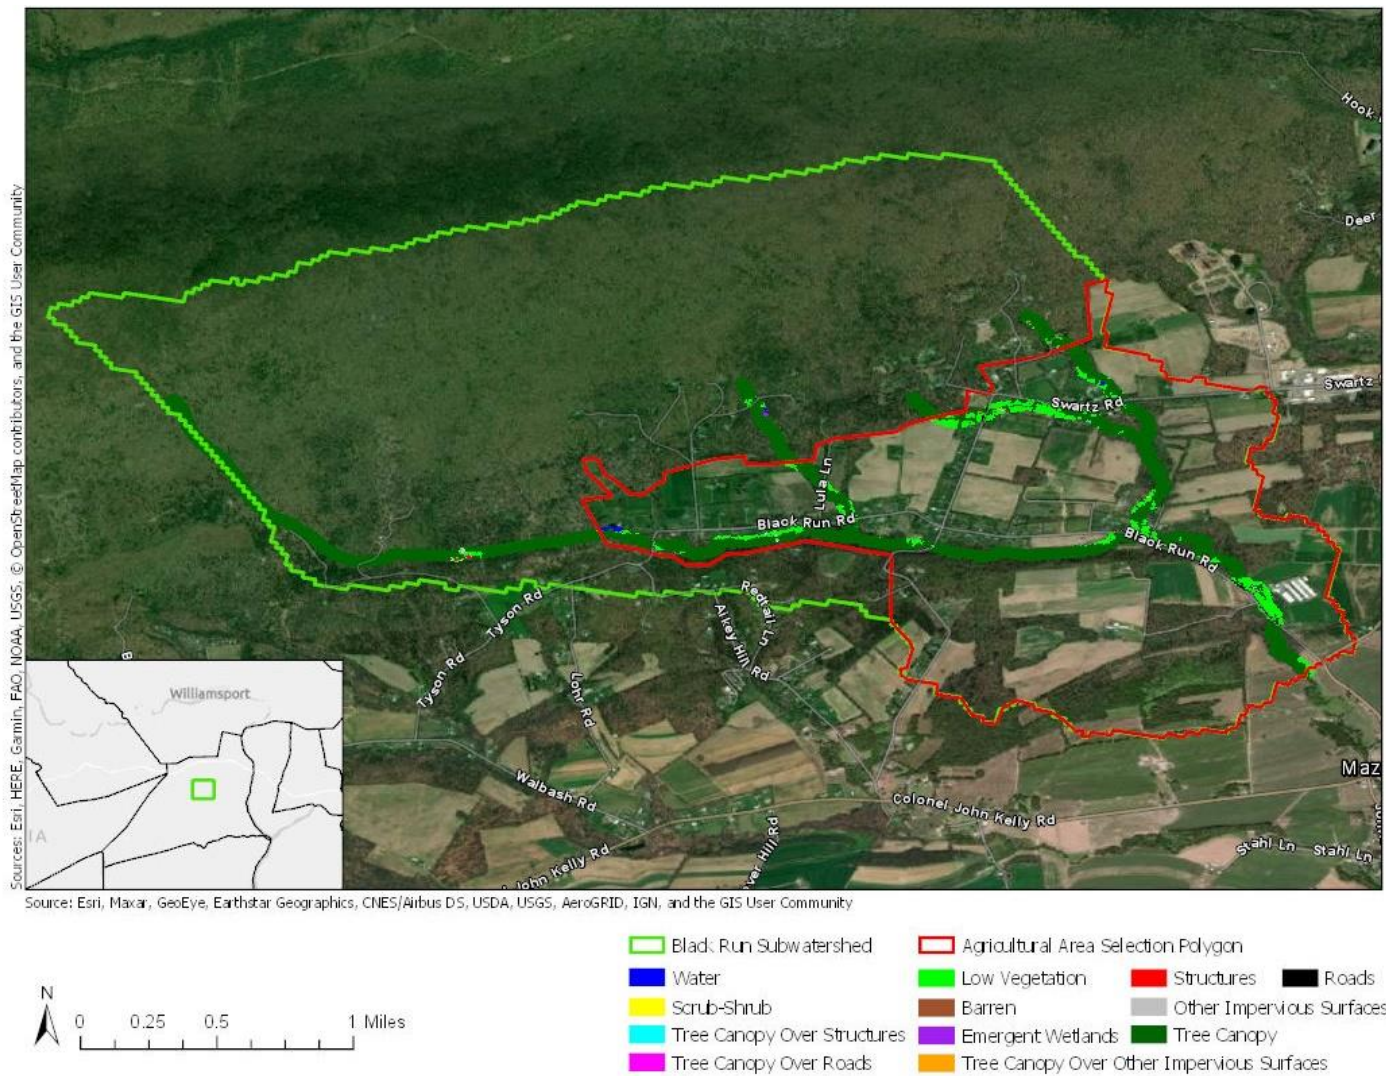 Sources: Esri, HERE, Garmin, FAO, NOAA, USGS, © OpenStreetMap contributors, and the GIS User Community
Hook
Deer
Swartz
Swartz Rd
Lula Ln
Black Run Rd
Black Run Rd
Redtail Ln
Tyson Rd
Aikey Hill Rd
Tyson Rd
B
Lohr Rd
Williamsport
IA
Walbash Rd
Maz
Colonel John Kelly Rd
l John Kelly Rd
ver Hill Rd
Stahl Ln
Stahl Ln
Source: Esri, Maxar, GeoEye, Earthstar Geographics, CNES/Airbus DS, USDA, USGS, AeroGRID, IGN, and the GIS User Community
Black Run Subwatershed
Agricultural Area Selection Polygon
Water
Low Vegetation
Structures
Roads
Scrub-Shrub
Barren
Other Impervious Surfaces
Tree Canopy Over Structures
Emergent Wetlands
Tree Canopy
Tree Canopy Over Roads
Tree Canopy Over Other Impervious Surfaces
N
0 0.25 0.5 1 Miles